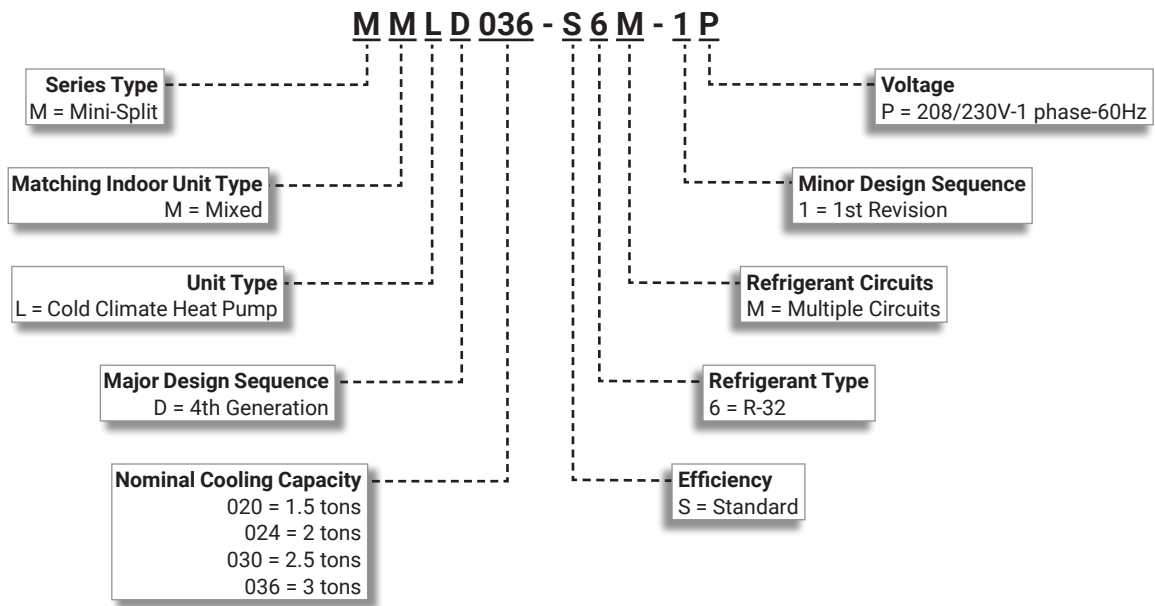 M M L D 036 - S 6 M - 1 P
Series Type
M = Mini-Split
Voltage
P = 208/230V-1 phase-60Hz
Matching Indoor Unit Type
M = Mixed
Minor Design Sequence
1 = 1st Revision
Unit Type
L = Cold Climate Heat Pump
Refrigerant Circuits
M = Multiple Circuits
Major Design Sequence
D = 4th Generation
Refrigerant Type
6 = R-32
Nominal Cooling Capacity
020 = 1.5 tons
024 = 2 tons
030 = 2.5 tons
036 = 3 tons
Efficiency
S = Standard